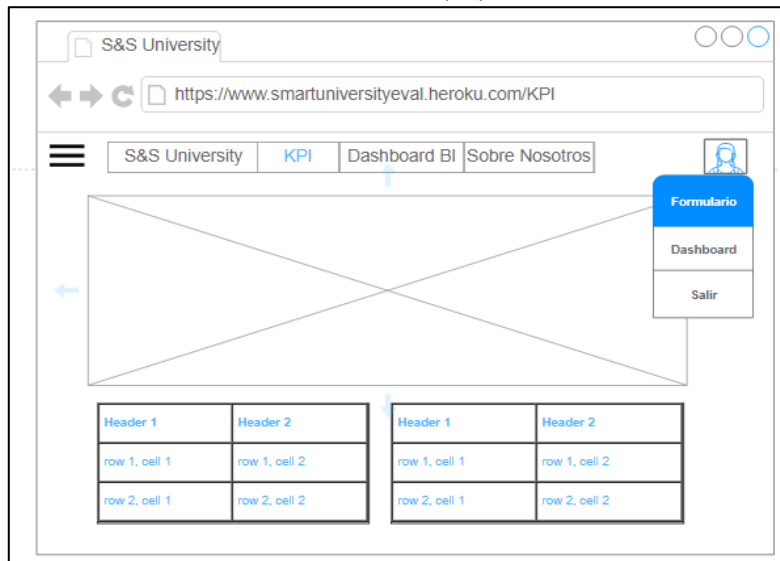 S&S University
https://www.smartuniversityeval.heroku.com/KPI
S&S University KPI Dashboard BI Sobre Nosotros
Formulario
Dashboard
Salir
Header 1 Header 2 Header 1 Header 2
row 1, cell 1 row 1, cell 2 row 1, cell 1 row 1, cell 2
row 2, cell 1 row 2, cell 2 row 2, cell 1 row 2, cell 2